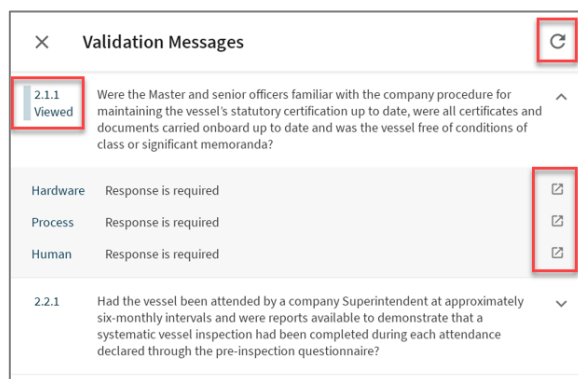 Validation Messages
2.1.1
Viewed
Were the Master and senior officers familiar with the company procedure for
maintaining the vessel's statutory certification up to date, were all certificates and
documents carried onboard up to date and was the vessel free of conditions of
class or significant memoranda?
Hardware Response is required
Process Response is required
Human Response is required
2.2.1 Had the vessel been attended by a company Superintendent at approximately
six-monthly intervals and were reports available to demonstrate that a
systematic vessel inspection had been completed during each attendance
declared through the pre-inspection questionnaire?